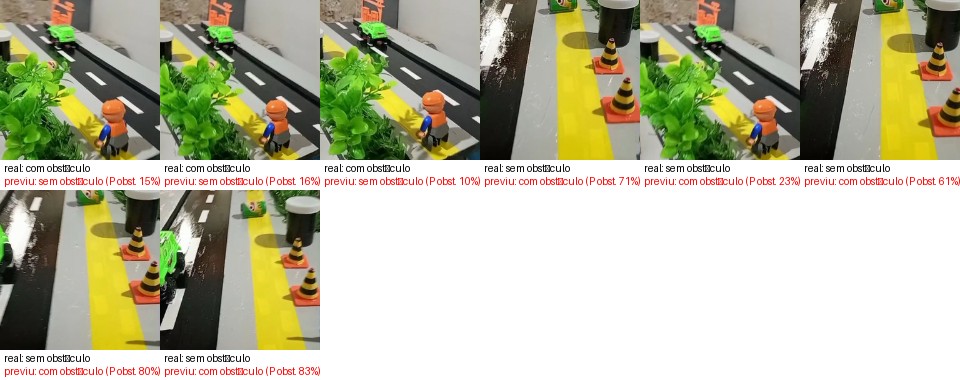 real: com obst□culo
previu: sem obst□culo (Pobst. 15%)
real: com obst□culo
previu: sem obst□culo (Pobst. 16%)
real: com obst□culo
previu: sem obst□culo (Pobst. 10%)
real: sem obst□culo
previu: com obst□culo (Pobst. 71%)
real: sem obst□culo
previu: com obst□culo (Pobst. 23%)
real: sem obst□culo
previu: com obst□culo (Pobst. 61%)
real: sem obst□culo
previu: com obst□culo (Pobst. 80%)
real: sem obst□culo
previu: com obst□culo (Pobst. 83%)